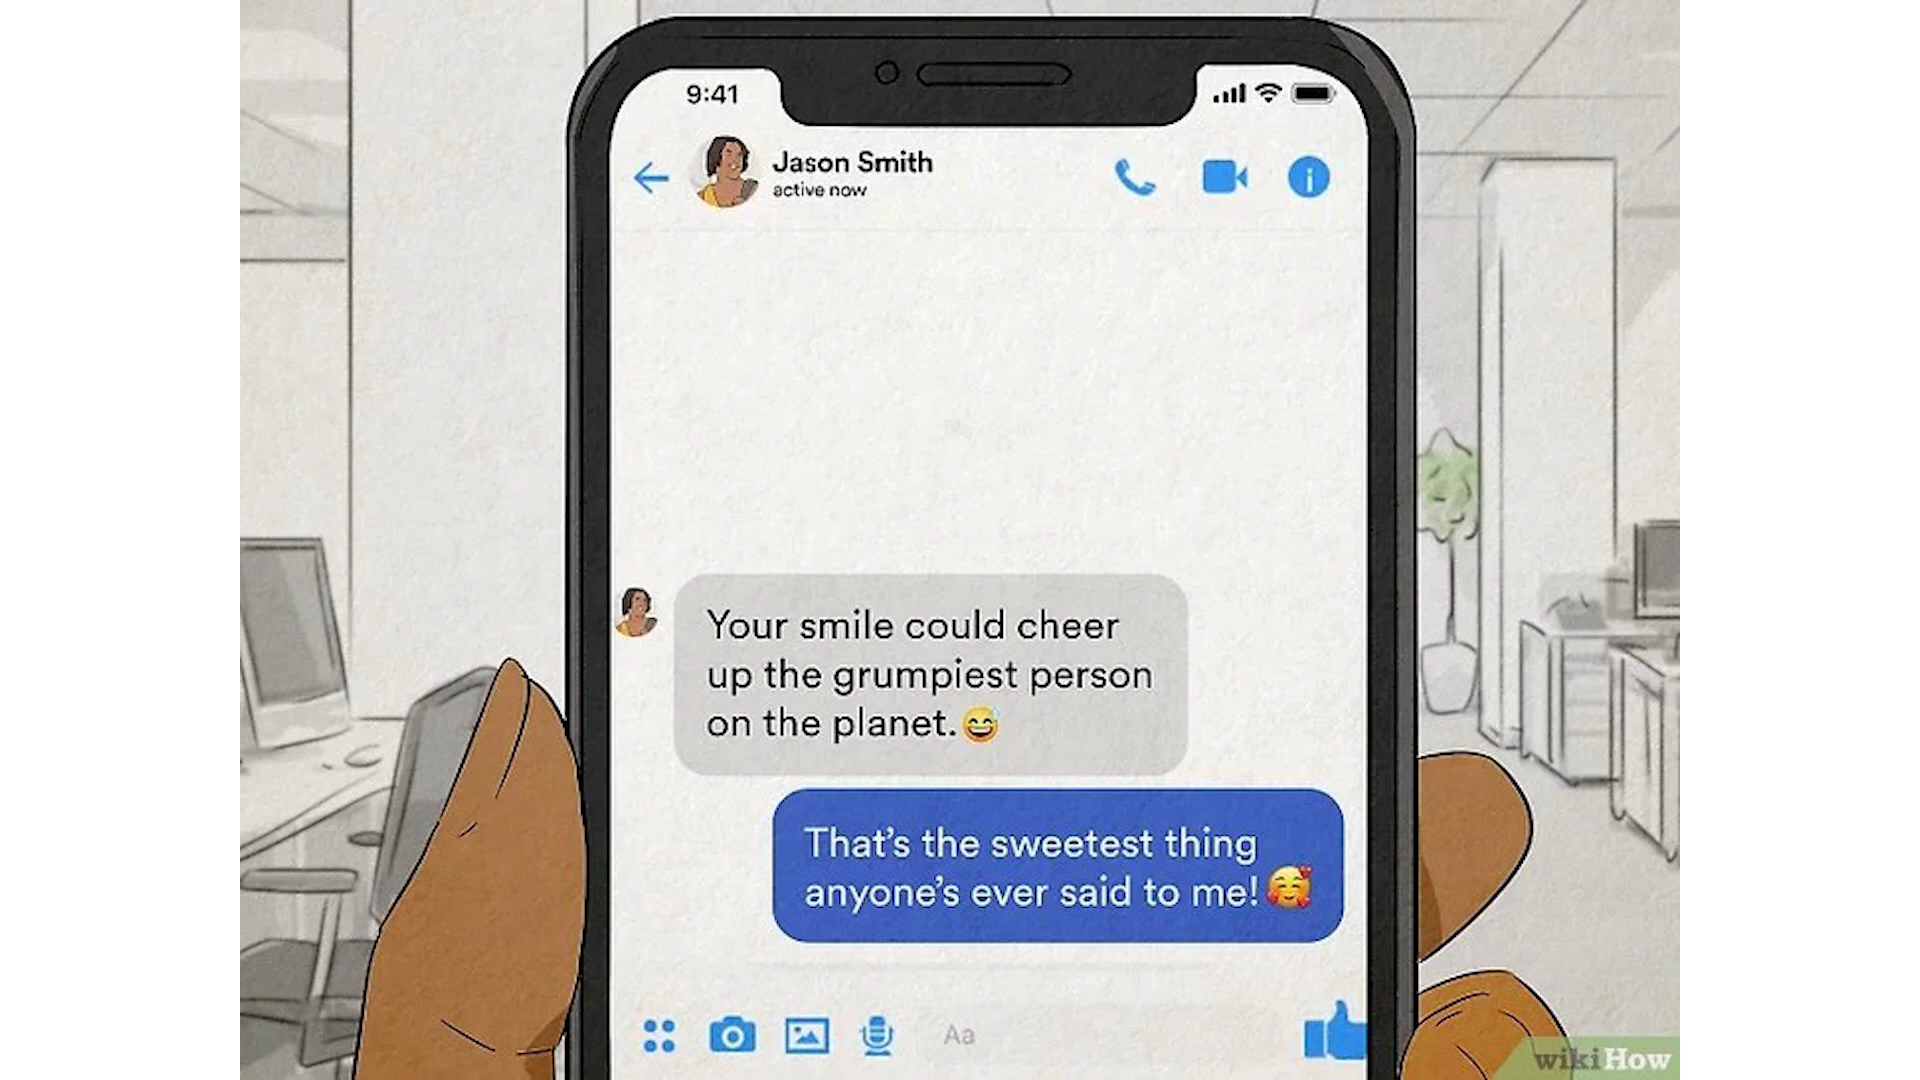 9:41
Jason Smith
active now
Your smile could cheer
up the grumpiest person
on the planet.😅
That's the sweetest thing
anyone's ever said to me!🥰
Aa
wikiHow